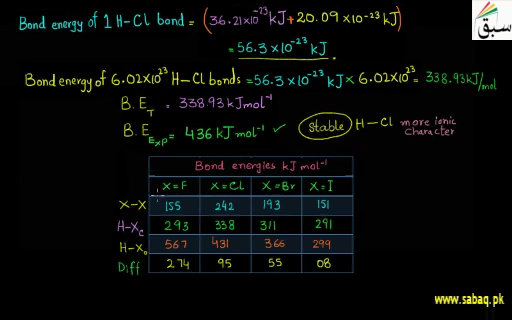 Bond energy of 1 H-Cl bond = (36.21×10⁻²³ kJ + 20.09×10⁻²³ kJ)
= 56.3×10⁻²³ kJ
سبق
Bond energy of 6.02×10²³ H-Cl bonds = 56.3×10⁻²³ kJ × 6.02×10²³ = 338.93 kJ/mol
B.E_T = 338.93 kJ mol⁻¹
B.E_Exp = 436 kJ mol⁻¹ ✓ Stable H-Cl more ionic character
Bond energies kJ mol⁻¹
X=F X=Cl X=Br X=I
X-X 155 242 193 151
H-X_C 293 338 311 291
H-X_O 567 431 366 299
Diff 274 95 55 08
www.sabaq.pk